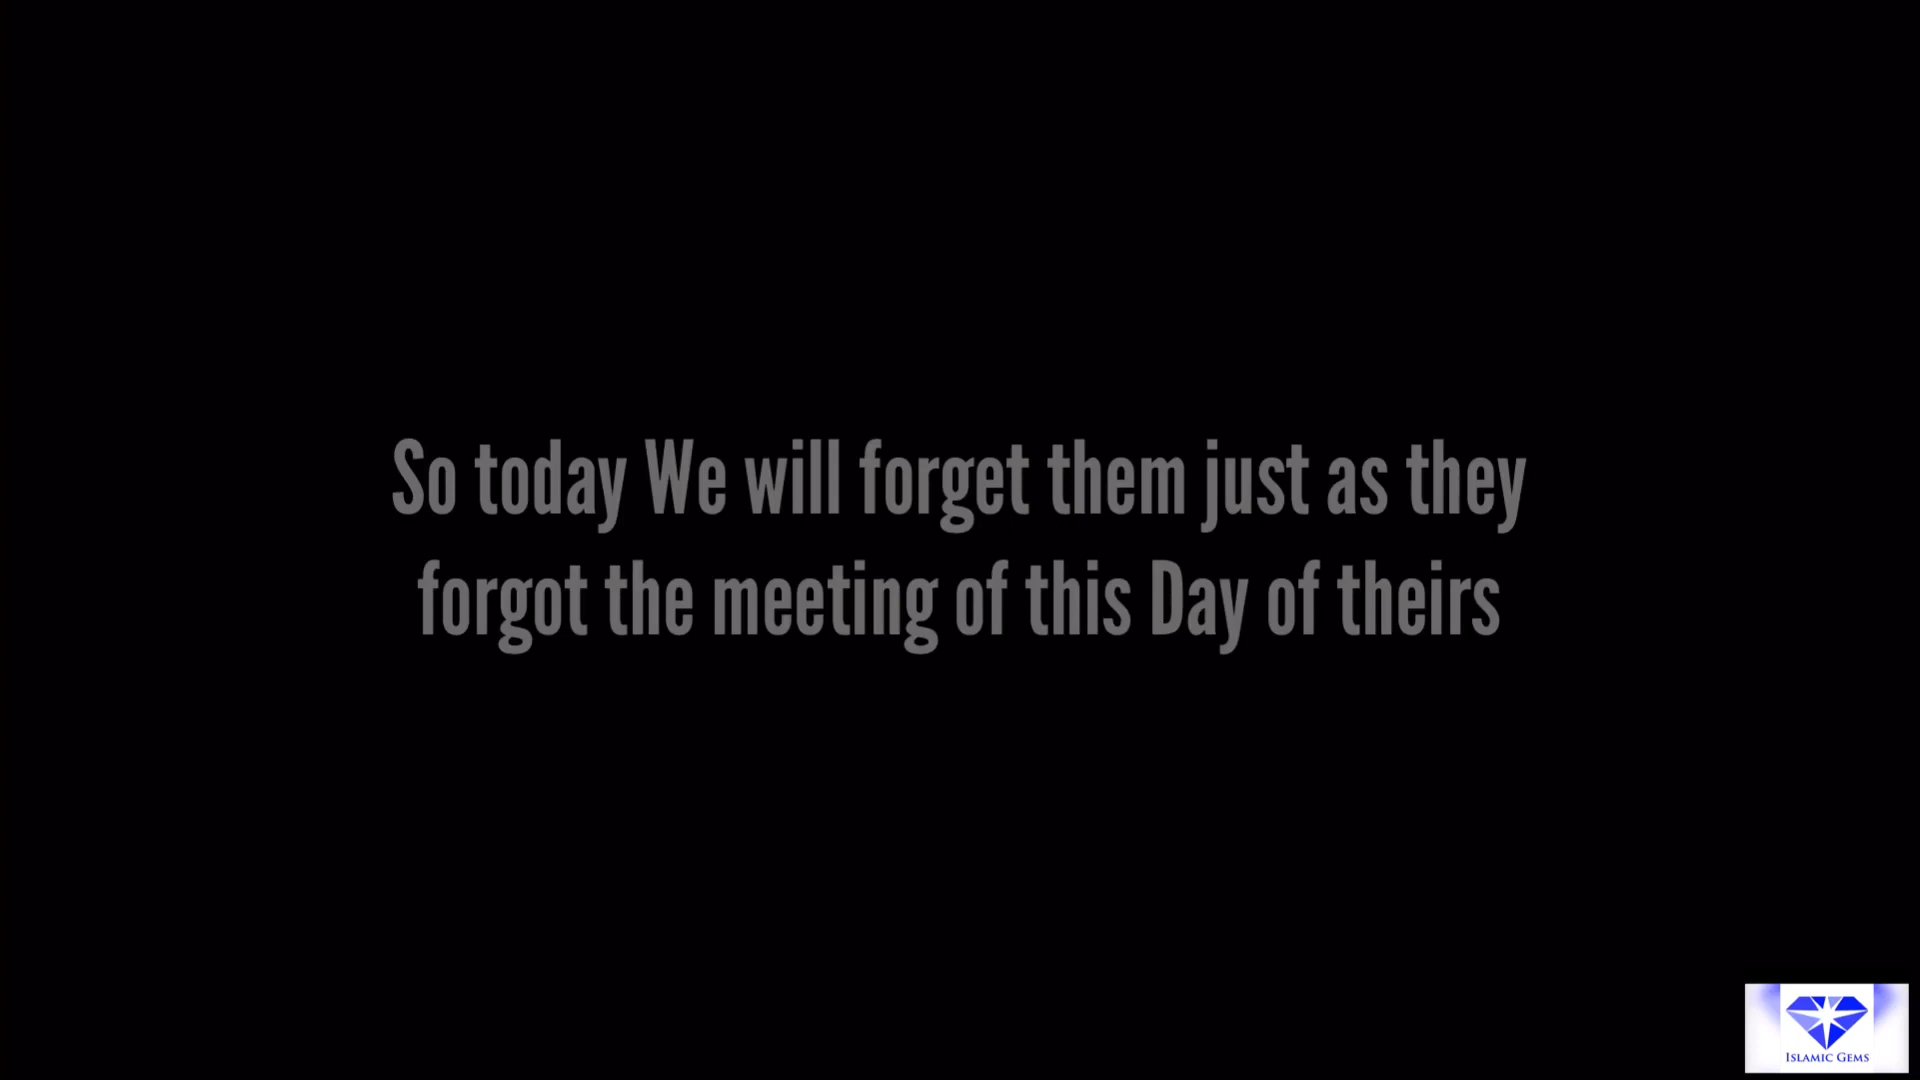 So today We will forget them just as they
forgot the meeting of this Day of theirs
Islamic Gems